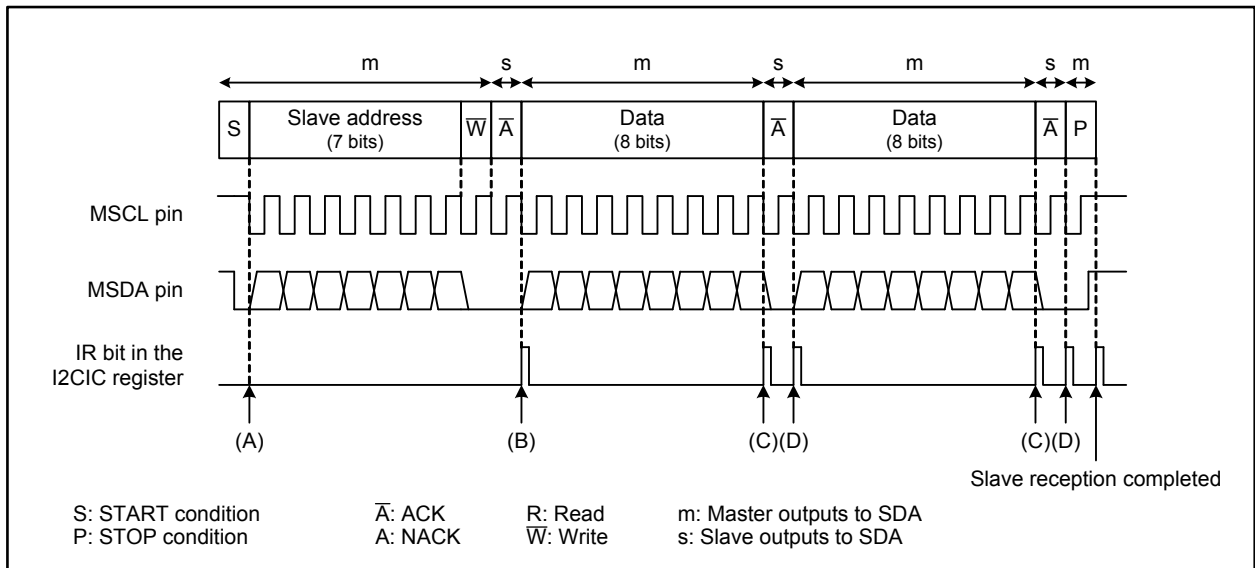 m s m s m s m
S Slave address (7 bits) W̅ A̅ Data (8 bits) A̅ Data (8 bits) A̅ P
MSCL pin
MSDA pin
IR bit in the
I2CIC register
(A) (B) (C)(D) (C)(D)
Slave reception completed
S: START condition A̅: ACK R: Read m: Master outputs to SDA
P: STOP condition A: NACK W̅: Write s: Slave outputs to SDA